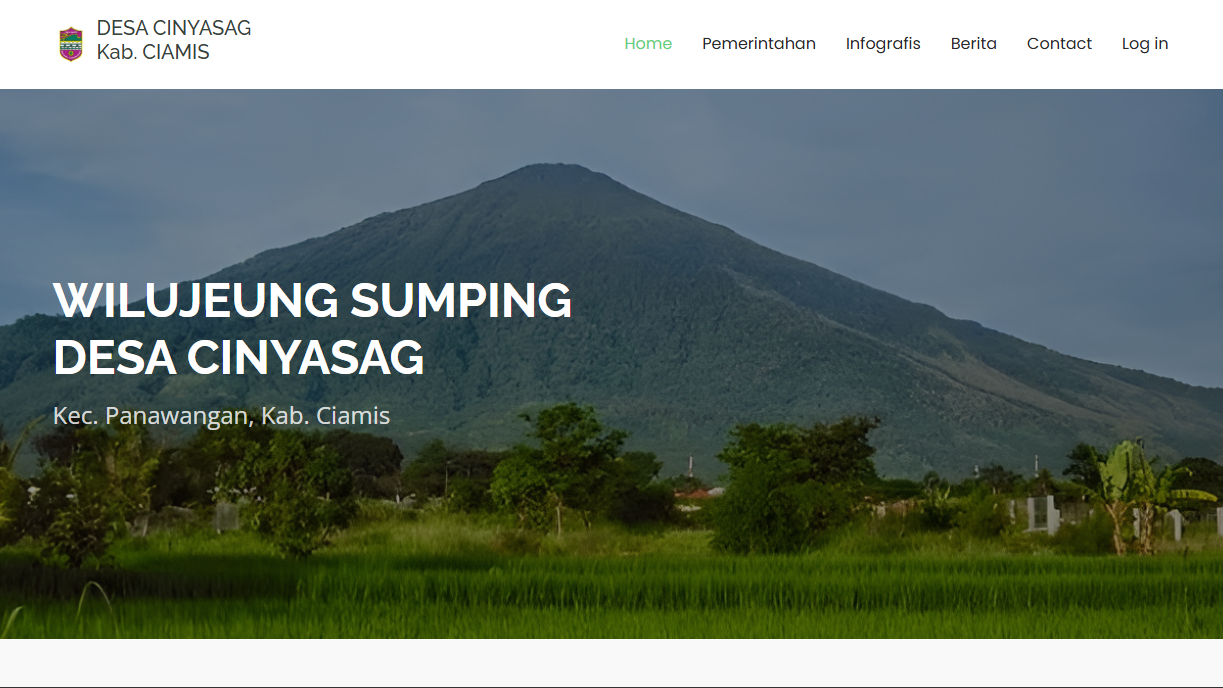 DESA CINYASAG
Kab. CIAMIS
Home Pemerintahan Infografis Berita Contact Log in
WILUJEUNG SUMPING
DESA CINYASAG
Kec. Panawangan, Kab. Ciamis